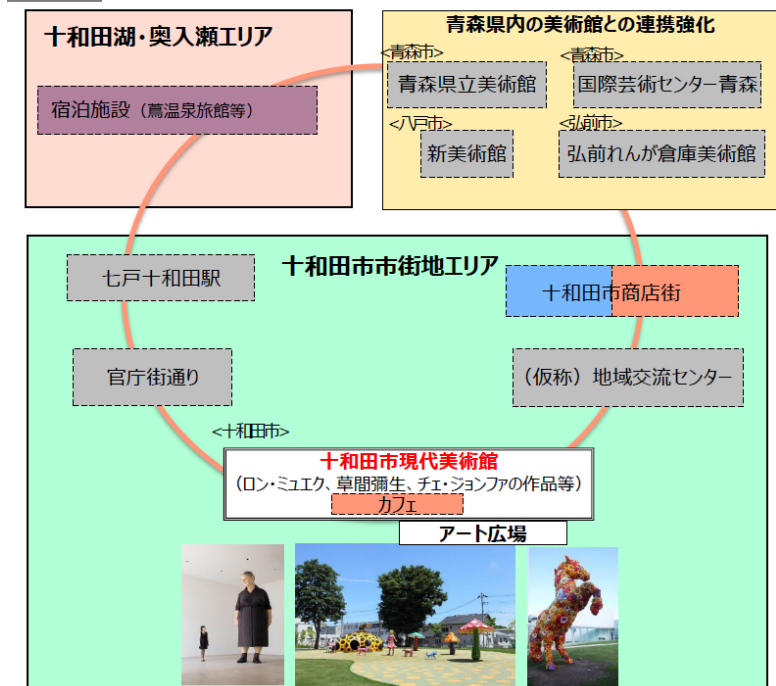 十和田湖・奥入瀬エリア
宿泊施設（蔦温泉旅館等）
青森県内の美術館との連携強化
<青森市>
青森県立美術館
<青森市>
国際芸術センター青森
<八戸市>
新美術館
<弘前市>
弘前れんが倉庫美術館
十和田市市街地エリア
七戸十和田駅
十和田市商店街
官庁街通り
（仮称）地域交流センター
<十和田市>
十和田市現代美術館
（ロン・ミュエク、草間彌生、チェ・ジョンファの作品等）
カフェ
アート広場